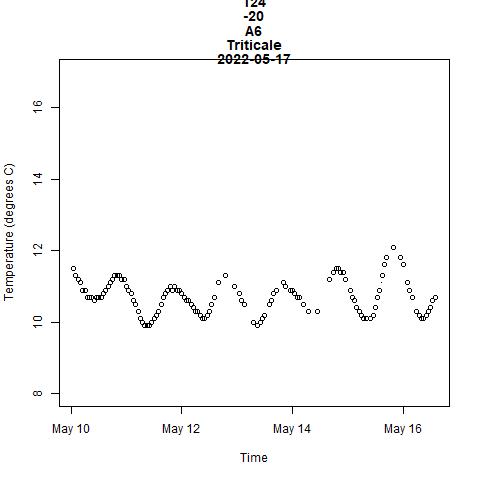 124
-20
A6
Triticale
2022-05-17
Temperature (degrees C)
16
14
12
10
8
May 10
May 12
May 14
May 16
Time